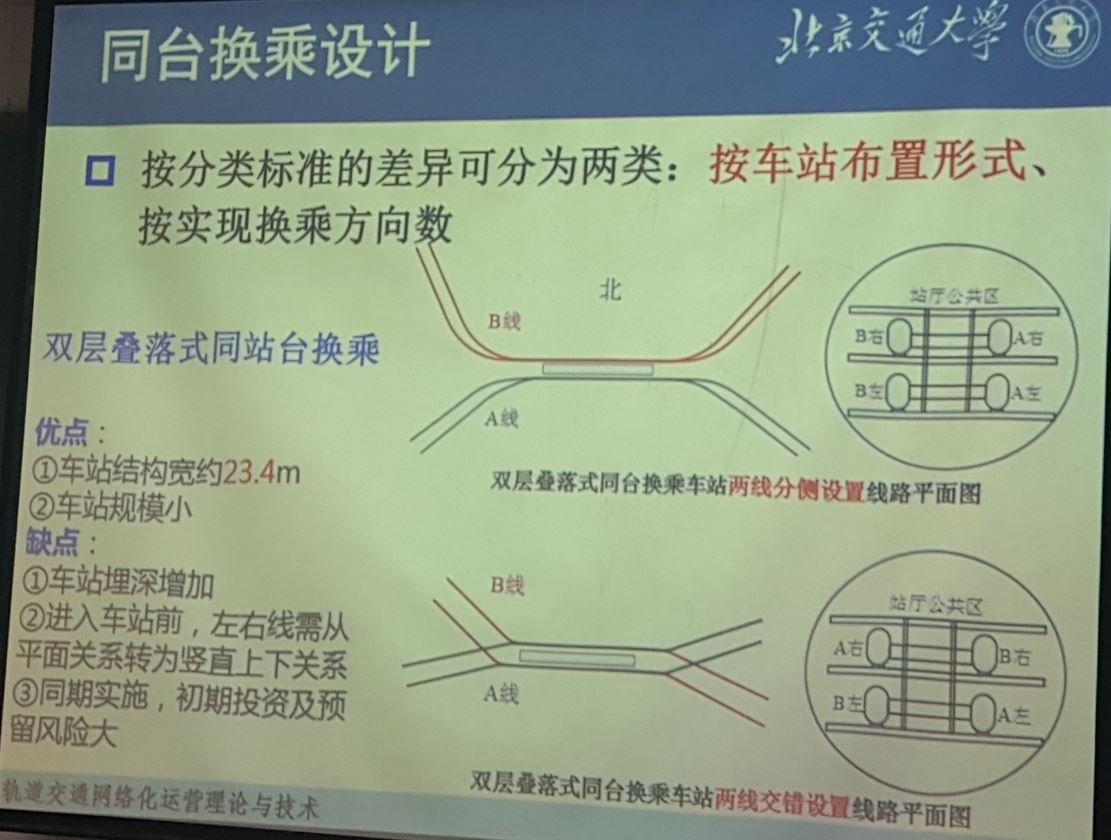 同台换乘设计
北京交通大学
按分类标准的差异可分为两类：按车站布置形式、
按实现换乘方向数
北
B线
A线
站厅公共区
B右
A右
B左
A左
双层叠落式同台换乘车站两线分侧设置线路平面图
双层叠落式同站台换乘
优点：
①车站结构宽约23.4m
②车站规模小
缺点：
①车站埋深增加
②进入车站前，左右线需从
平面关系转为竖直上下关系
③同期实施，初期投资及预
留风险大
B线
A线
站厅公共区
A右
B右
B左
A左
双层叠落式同台换乘车站两线交错设置线路平面图
轨道交通网络化运营理论与技术